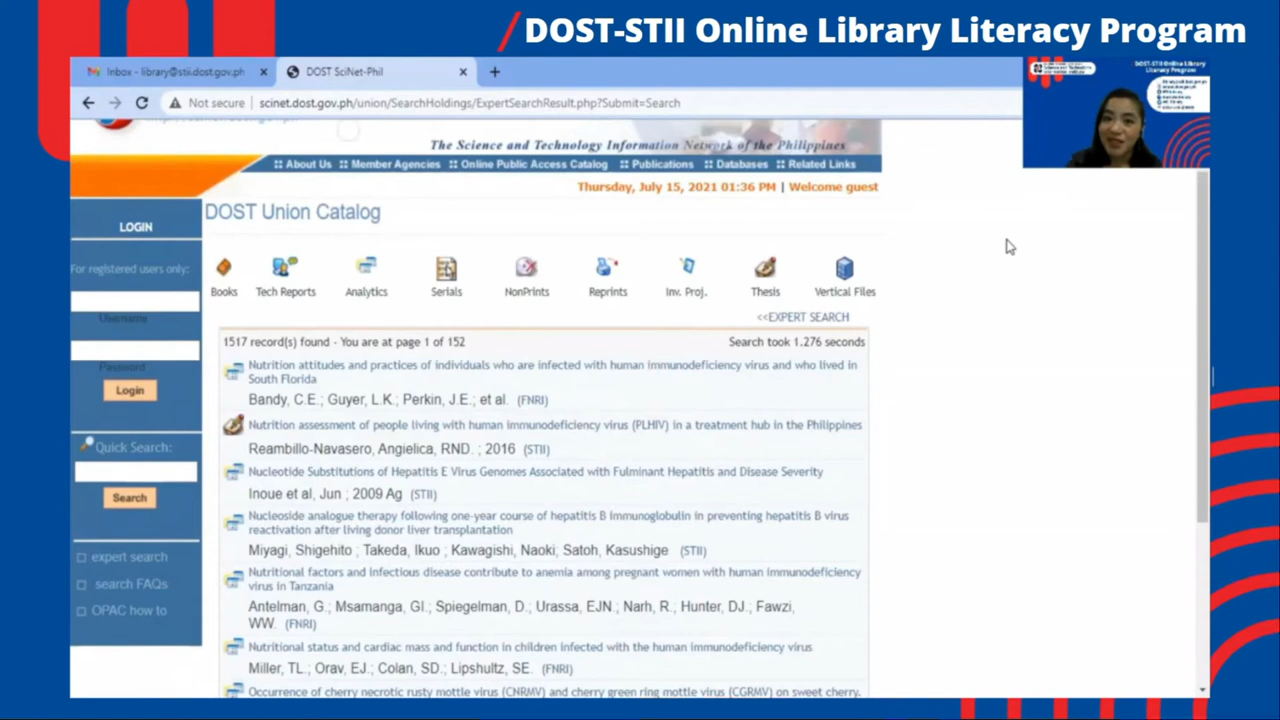 DOST-STII Online Library Literacy Program
Inbox - library@stii.dost.gov.ph
DOST SciNet-Phil
Not secure scinet.dost.gov.ph/union/SearchHoldings/ExpertSearchResult.php?Submit=Search
DOST-STII Online Library
Literacy Program
The Science and Technology Information Network of the Philippines
About Us Member Agencies Online Public Access Catalog Publications Databases Related Links
Thursday, July 15, 2021 01:36 PM | Welcome guest
LOGIN
For registered users only:
Username
Password
Login
Quick Search:
Search
expert search
search FAQs
OPAC how to
DOST Union Catalog
Books Tech Reports Analytics Serials NonPrints Reprints Inv. Proj. Thesis Vertical Files
<<EXPERT SEARCH
1517 record(s) found - You are at page 1 of 152 Search took 1.276 seconds
Nutrition attitudes and practices of individuals who are infected with human immunodeficiency virus and who lived in
South Florida
Bandy, C.E.; Guyer, L.K.; Perkin, J.E.; et al. (FNRI)
Nutrition assessment of people living with human immunodeficiency virus (PLHIV) in a treatment hub in the Philippines
Reambillo-Navasero, Angielica, RND. ; 2016 (STII)
Nucleotide Substitutions of Hepatitis E Virus Genomes Associated with Fulminant Hepatitis and Disease Severity
Inoue et al, Jun ; 2009 Ag (STII)
Nucleoside analogue therapy following one-year course of hepatitis B immunoglobulin in preventing hepatitis B virus
reactivation after living donor liver transplantation
Miyagi, Shigehito ; Takeda, Ikuo ; Kawagishi, Naoki; Satoh, Kasushige (STII)
Nutritional factors and infectious disease contribute to anemia among pregnant women with human immunodeficiency
virus in Tanzania
Antelman, G.; Msamanga, GI.; Spiegelman, D.; Urassa, EJN.; Narh, R.; Hunter, DJ.; Fawzi,
WW. (FNRI)
Nutritional status and cardiac mass and function in children infected with the human immunodeficiency virus
Miller, TL.; Orav, EJ.; Colan, SD.; Lipshultz, SE. (FNRI)
Occurrence of cherry necrotic rusty mottle virus (CNRMV) and cherry green ring mottle virus (CGRMV) on sweet cherry.